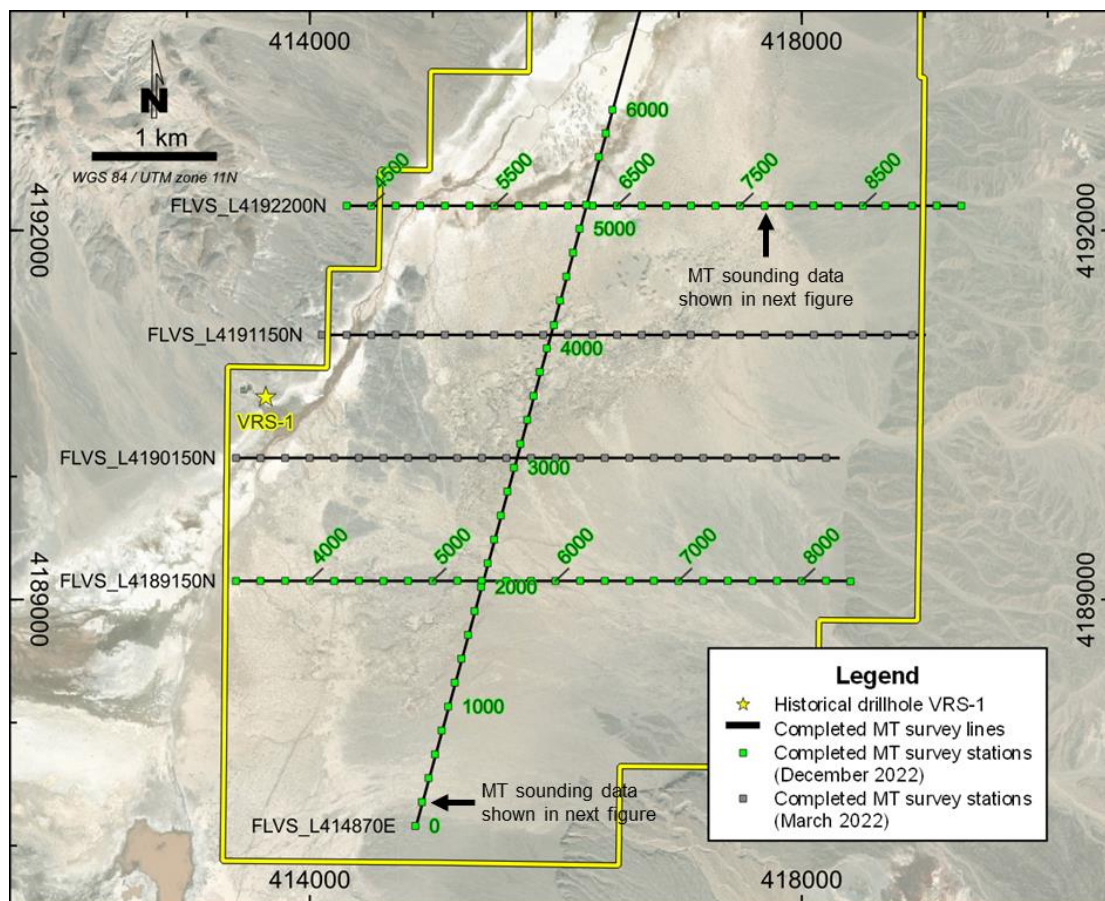 414000
418000
N
1 km
WGS 84 / UTM zone 11N
6000
4500
5500
6500
7500
8500
FLVS_L4192200N
4192000
4192000
5000
MT sounding data
shown in next figure
FLVS_L4191150N
4000
VRS-1
FLVS_L4190150N
3000
4000
5000
6000
7000
8000
FLVS_L4189150N
2000
4189000
4189000
1000
MT sounding data
shown in next figure
FLVS_L414870E
0
Legend
Historical drillhole VRS-1
Completed MT survey lines
Completed MT survey stations
(December 2022)
Completed MT survey stations
(March 2022)
414000
418000